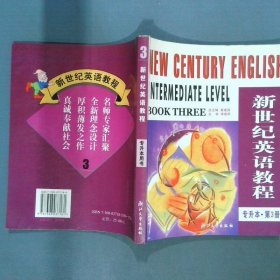 新世纪英语教程
名师专家汇聚
全新理念设计
厚积薄发之作
真诚奉献社会
3
3
新世纪英语教程
专升本用书
NEW CENTURY ENGLISH
INTERMEDIATE LEVEL
BOOK THREE
新世纪英语教程
专升本·第3册